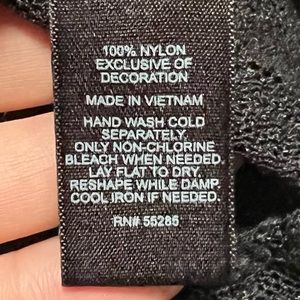 100% NYLON
EXCLUSIVE OF
DECORATION
MADE IN VIETNAM
HAND WASH COLD
SEPARATELY.
ONLY NON-CHLORINE
BLEACH WHEN NEEDED.
LAY FLAT TO DRY.
RESHAPE WHILE DAMP.
COOL IRON IF NEEDED.
RN# 55285